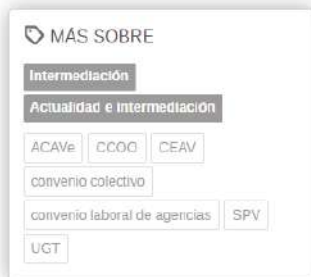 MÁS SOBRE
Intermediación
Actualidad e intermediación
ACAVe CCOO CEAV
convenio colectivo
convenio laboral de agencias SPV
UGT